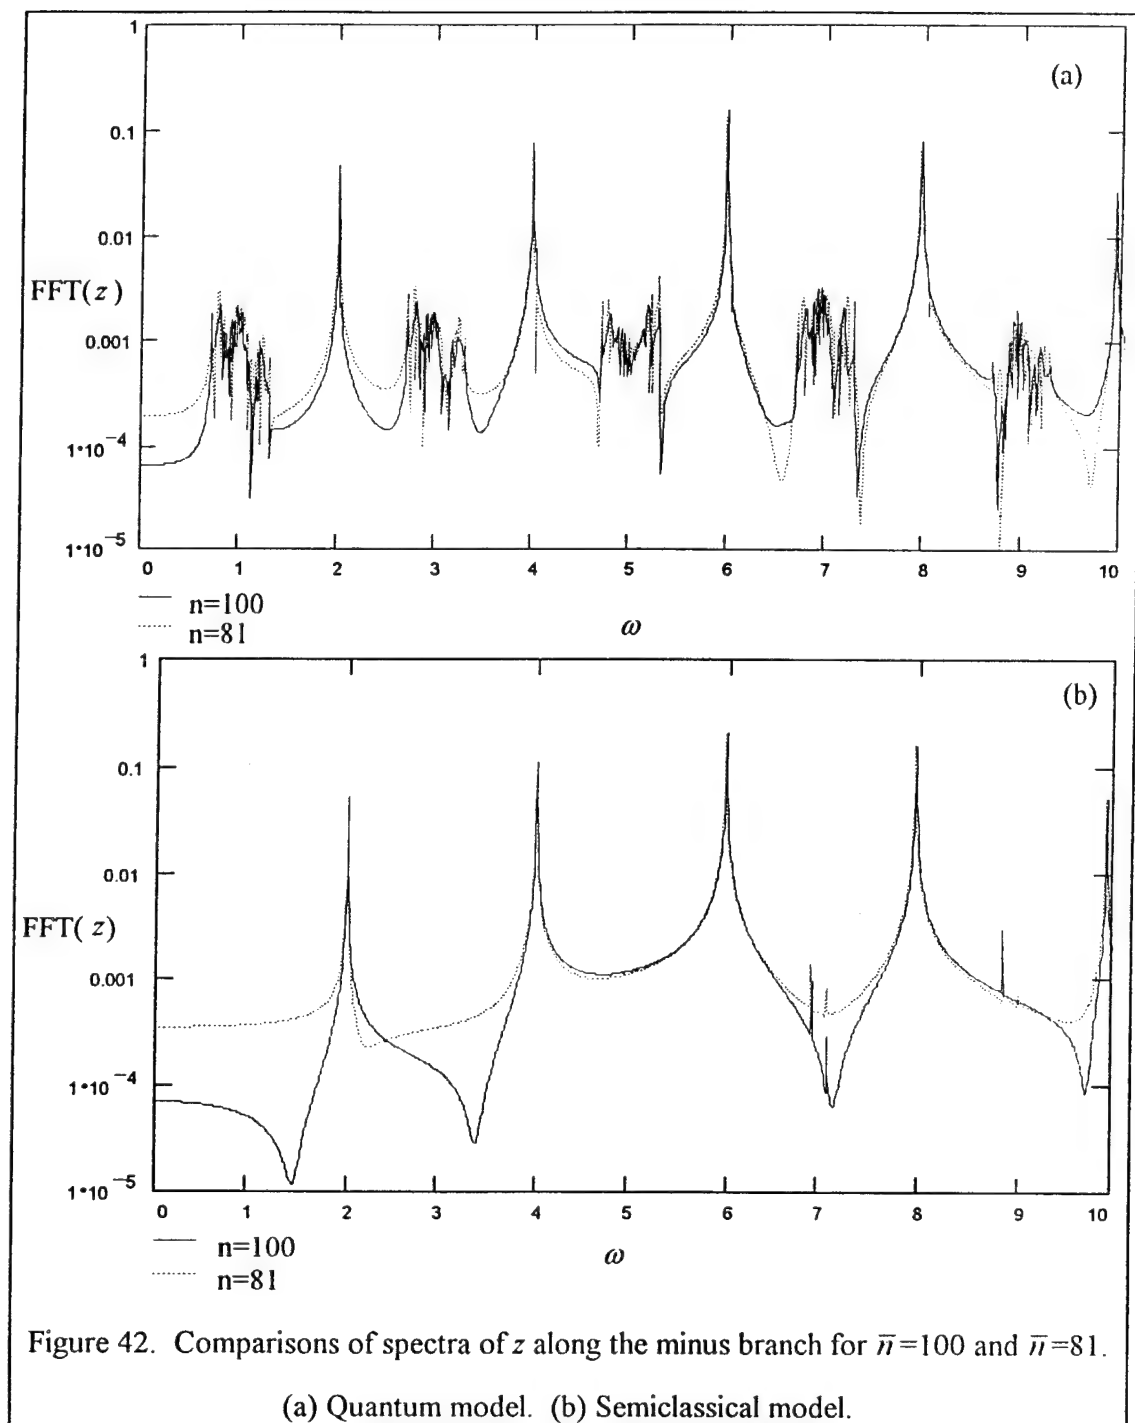 1
(a)
0.1
0.01
FFT(z)
0.001
1•10⁻⁴
1•10⁻⁵
0 1 2 3 4 5 6 7 8 9 10
n=100
n=81
ω
1
(b)
0.1
0.01
FFT(z)
0.001
1•10⁻⁴
1•10⁻⁵
0 1 2 3 4 5 6 7 8 9 10
n=100
n=81
ω
Figure 42. Comparisons of spectra of z along the minus branch for n̅=100 and n̅=81.
(a) Quantum model. (b) Semiclassical model.